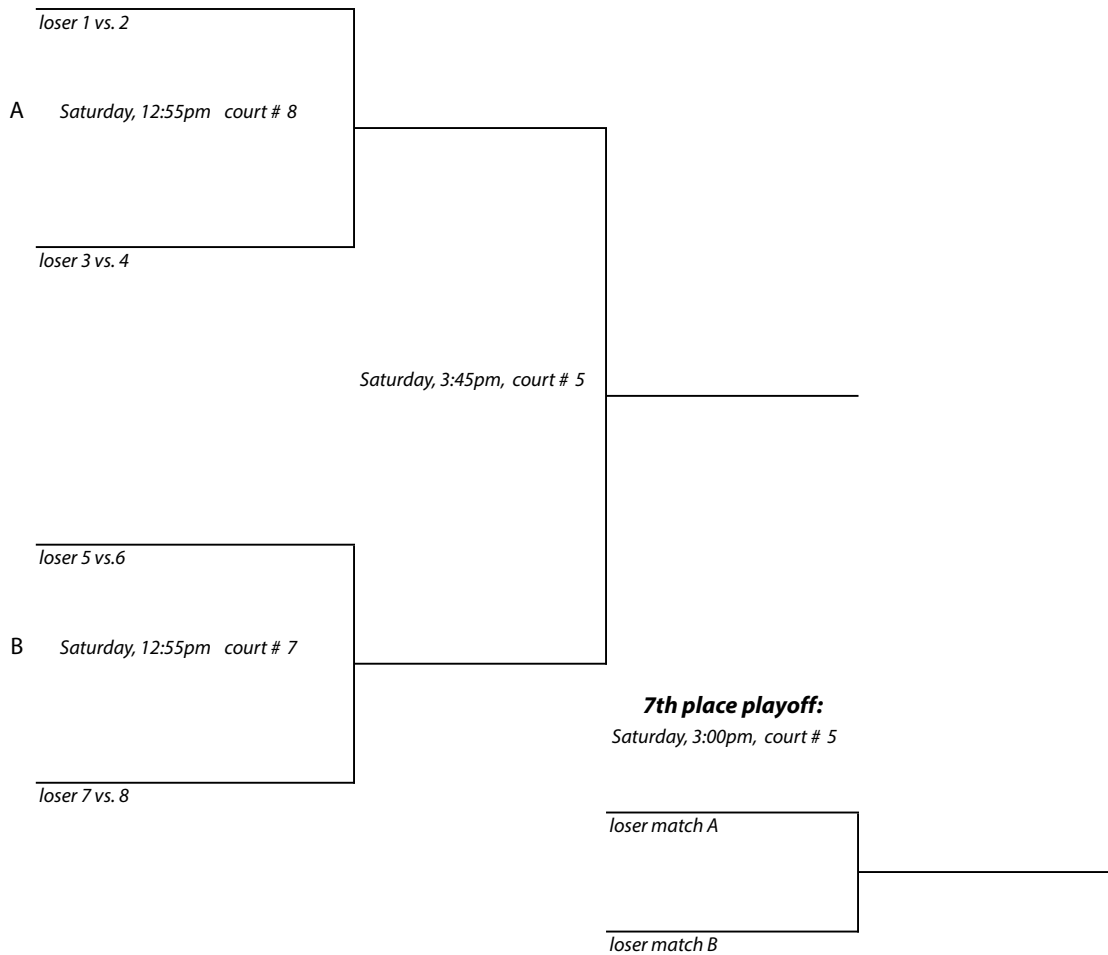 loser 1 vs. 2
A Saturday, 12:55pm court # 8
loser 3 vs. 4
Saturday, 3:45pm, court # 5
loser 5 vs.6
B Saturday, 12:55pm court # 7
7th place playoff:
Saturday, 3:00pm, court # 5
loser 7 vs. 8
loser match A
loser match B